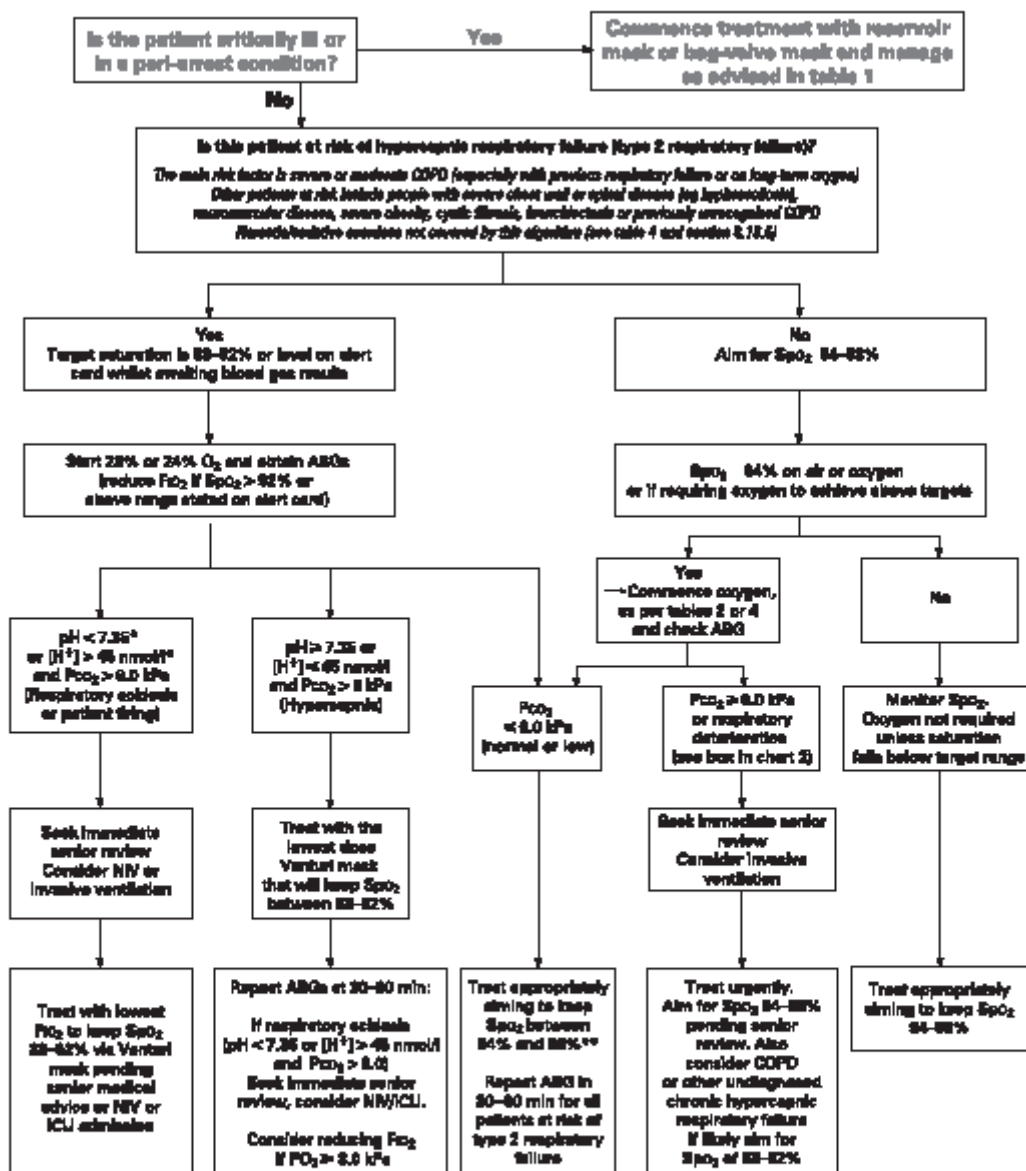 Is the patient critically ill or
in a peri-arrest condition?
Yes
Commence treatment with reservoir
mask or bag-valve mask and manage
as advised in table 1
No
Is this patient at risk of hypercapnic respiratory failure (type 2 respiratory failure)?
The main risk factor is severe or moderate COPD (especially with previous respiratory failure or on long-term oxygen)
Other patients at risk include people with severe chest wall or spinal disease (eg kyphoscoliosis),
neuromuscular disease, severe obesity, cystic fibrosis, bronchiectasis or previously unrecognised COPD
overdose not covered by this algorithm (see table 4 and section
Yes
Target saturation is 88–92% or level on alert
card whilst awaiting blood gas results
No
Aim for Spo₂ 94–98%
Start 28% or 24% O₂ and obtain ABGs
(reduce Fio₂ if Spo₂ > 92% or
above range stated on alert card)
Spo₂ 94% on air or oxygen
or if requiring oxygen to achieve above targets
Yes
→Commence oxygen,
as per tables 2 or 4
and check ABG
No
pH < 7.35*
or [H⁺] > 45 nmol/l*
and Pco₂ > 6.0 kPa
(Respiratory acidosis
or patient tiring)
pH ≥ 7.35 or
[H⁺] ≤ 45 nmol/l
and Pco₂ > 6 kPa
(Hypercapnia)
Pco₂
≤ 6.0 kPa
(normal or low)
Pco₂ > 6.0 kPa
or respiratory
deterioration
(see box in chart 2)
Monitor Spo₂.
Oxygen not required
unless saturation
falls below target range
Seek immediate
senior review
Consider NIV or
invasive ventilation
Treat with the
lowest dose
Venturi mask
that will keep Spo₂
between 88–92%
Seek immediate senior
review
Consider invasive
ventilation
Treat with lowest
Fio₂ to keep Spo₂
88–92% via Venturi
mask pending
senior medical
advice or NIV or
ICU admission
Repeat ABGs at 30–60 min:
If respiratory acidosis
(pH < 7.35 or [H⁺] > 45 nmol/l
and Pco₂ > 6.0)
Seek immediate senior
review, consider NIV/ICU.
Consider reducing Fio₂
if PO₂ ≥ 8.0 kPa
Treat appropriately
aiming to keep
Spo₂ between
94% and 98%**
Repeat ABG in
30–60 min for all
patients at risk of
type 2 respiratory
failure
Treat urgently.
Aim for Spo₂ 94–98%
pending senior
review. Also
consider COPD
or other undiagnosed
chronic hypercapnic
respiratory failure
If likely aim for
Spo₂ of 88–92%
Treat appropriately
aiming to keep Spo₂
94–98%